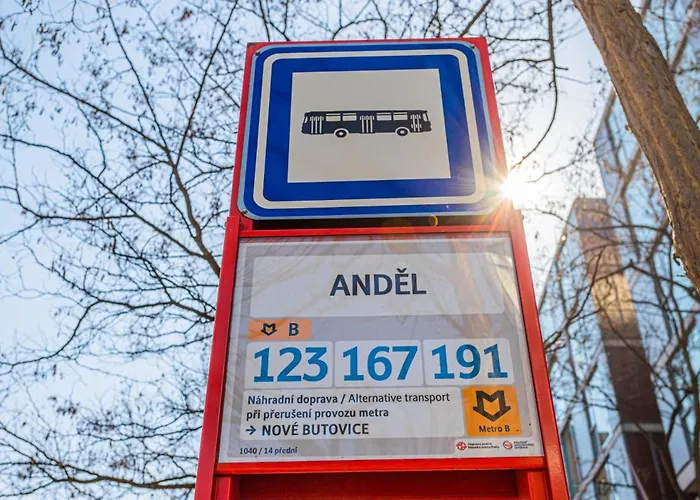 ANDĚL
B
123 167 191
Náhradní doprava / Alternative transport
při přerušení provozu metra
→ NOVÉ BUTOVICE
Metro B
1040 / 14 přední